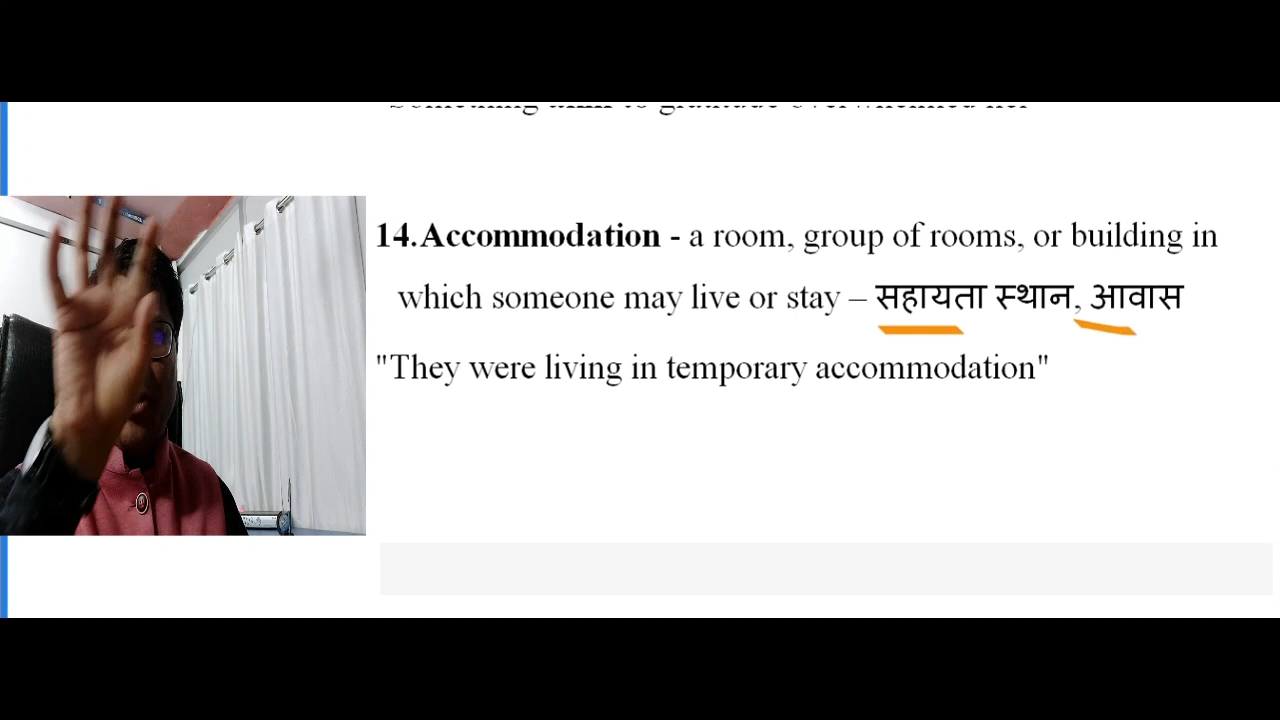 14.Accommodation - a room, group of rooms, or building in
which someone may live or stay – सहायता स्थान, आवास
"They were living in temporary accommodation"